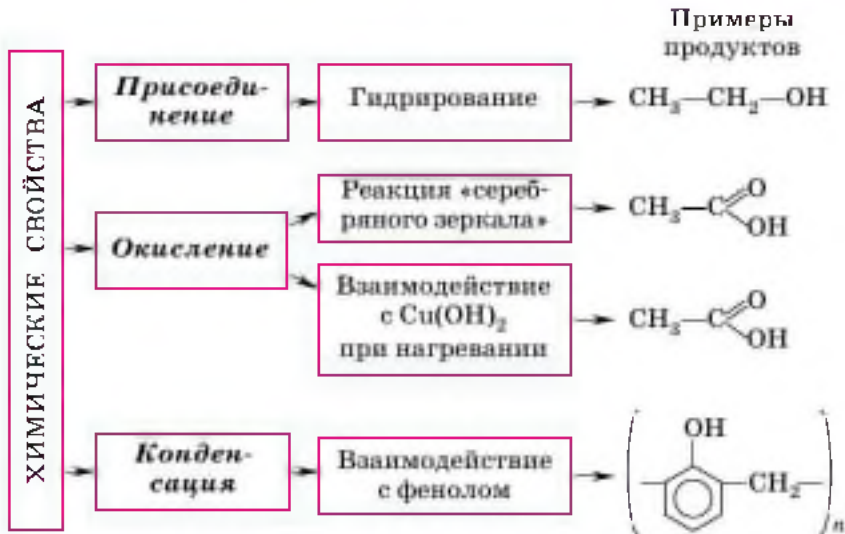 Примеры
продуктов
ХИМИЧЕСКИЕ СВОЙСТВА
Присоеди-
нение
Гидрирование
CH₃—CH₂—OH
Окисление
Реакция «сереб-
ряного зеркала»
CH₃—C
O
OH
Взаимодействие
с Cu(OH)₂
при нагревании
CH₃—C
O
OH
Конден-
сация
Взаимодействие
с фенолом
OH
—CH₂—
n